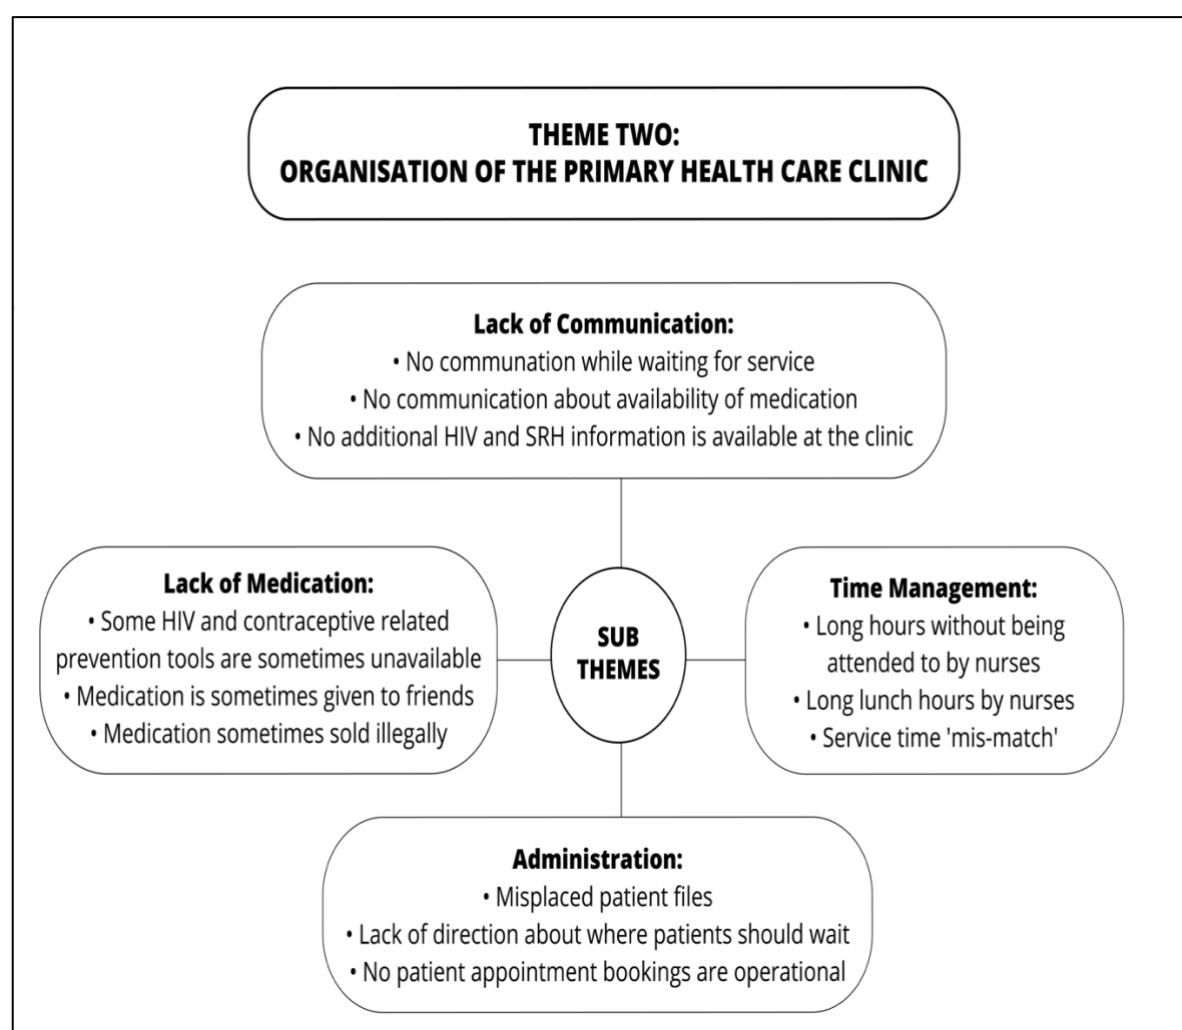 THEME TWO:
ORGANISATION OF THE PRIMARY HEALTH CARE CLINIC
Lack of Communication:
• No communation while waiting for service
• No communication about availability of medication
• No additional HIV and SRH information is available at the clinic
Lack of Medication:
• Some HIV and contraceptive related
prevention tools are sometimes unavailable
• Medication is sometimes given to friends
• Medication sometimes sold illegally
SUB
THEMES
Time Management:
• Long hours without being
attended to by nurses
• Long lunch hours by nurses
• Service time 'mis-match'
Administration:
• Misplaced patient files
• Lack of direction about where patients should wait
• No patient appointment bookings are operational